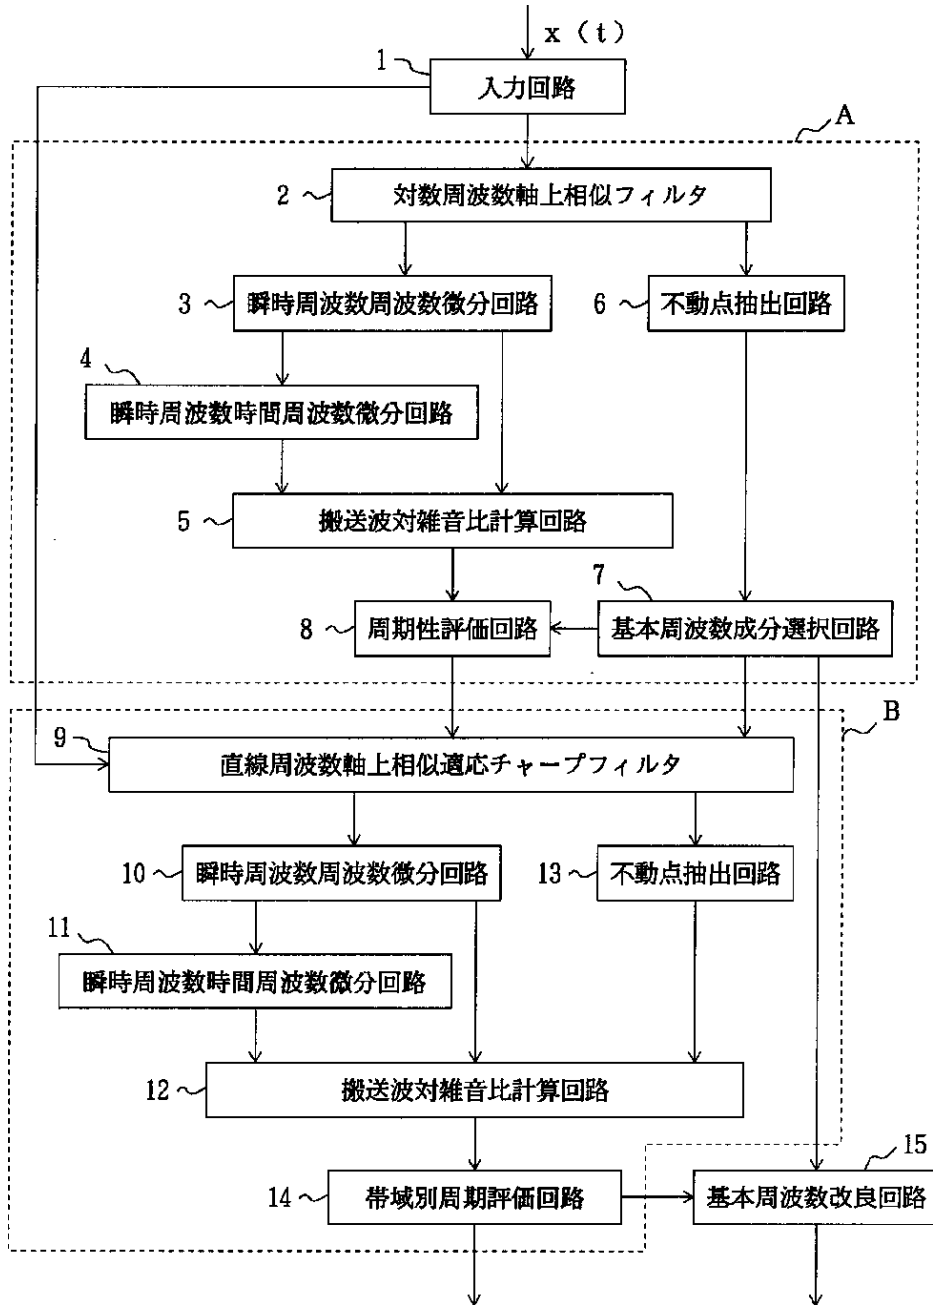 x（t）
1
入力回路
A
2
対数周波数軸上相似フィルタ
3
瞬時周波数周波数微分回路
6
不動点抽出回路
4
瞬時周波数時間周波数微分回路
5
搬送波対雑音比計算回路
7
8
周期性評価回路
基本周波数成分選択回路
B
9
直線周波数軸上相似適応チャープフィルタ
10
瞬時周波数周波数微分回路
13
不動点抽出回路
11
瞬時周波数時間周波数微分回路
12
搬送波対雑音比計算回路
15
14
帯域別周期評価回路
基本周波数改良回路